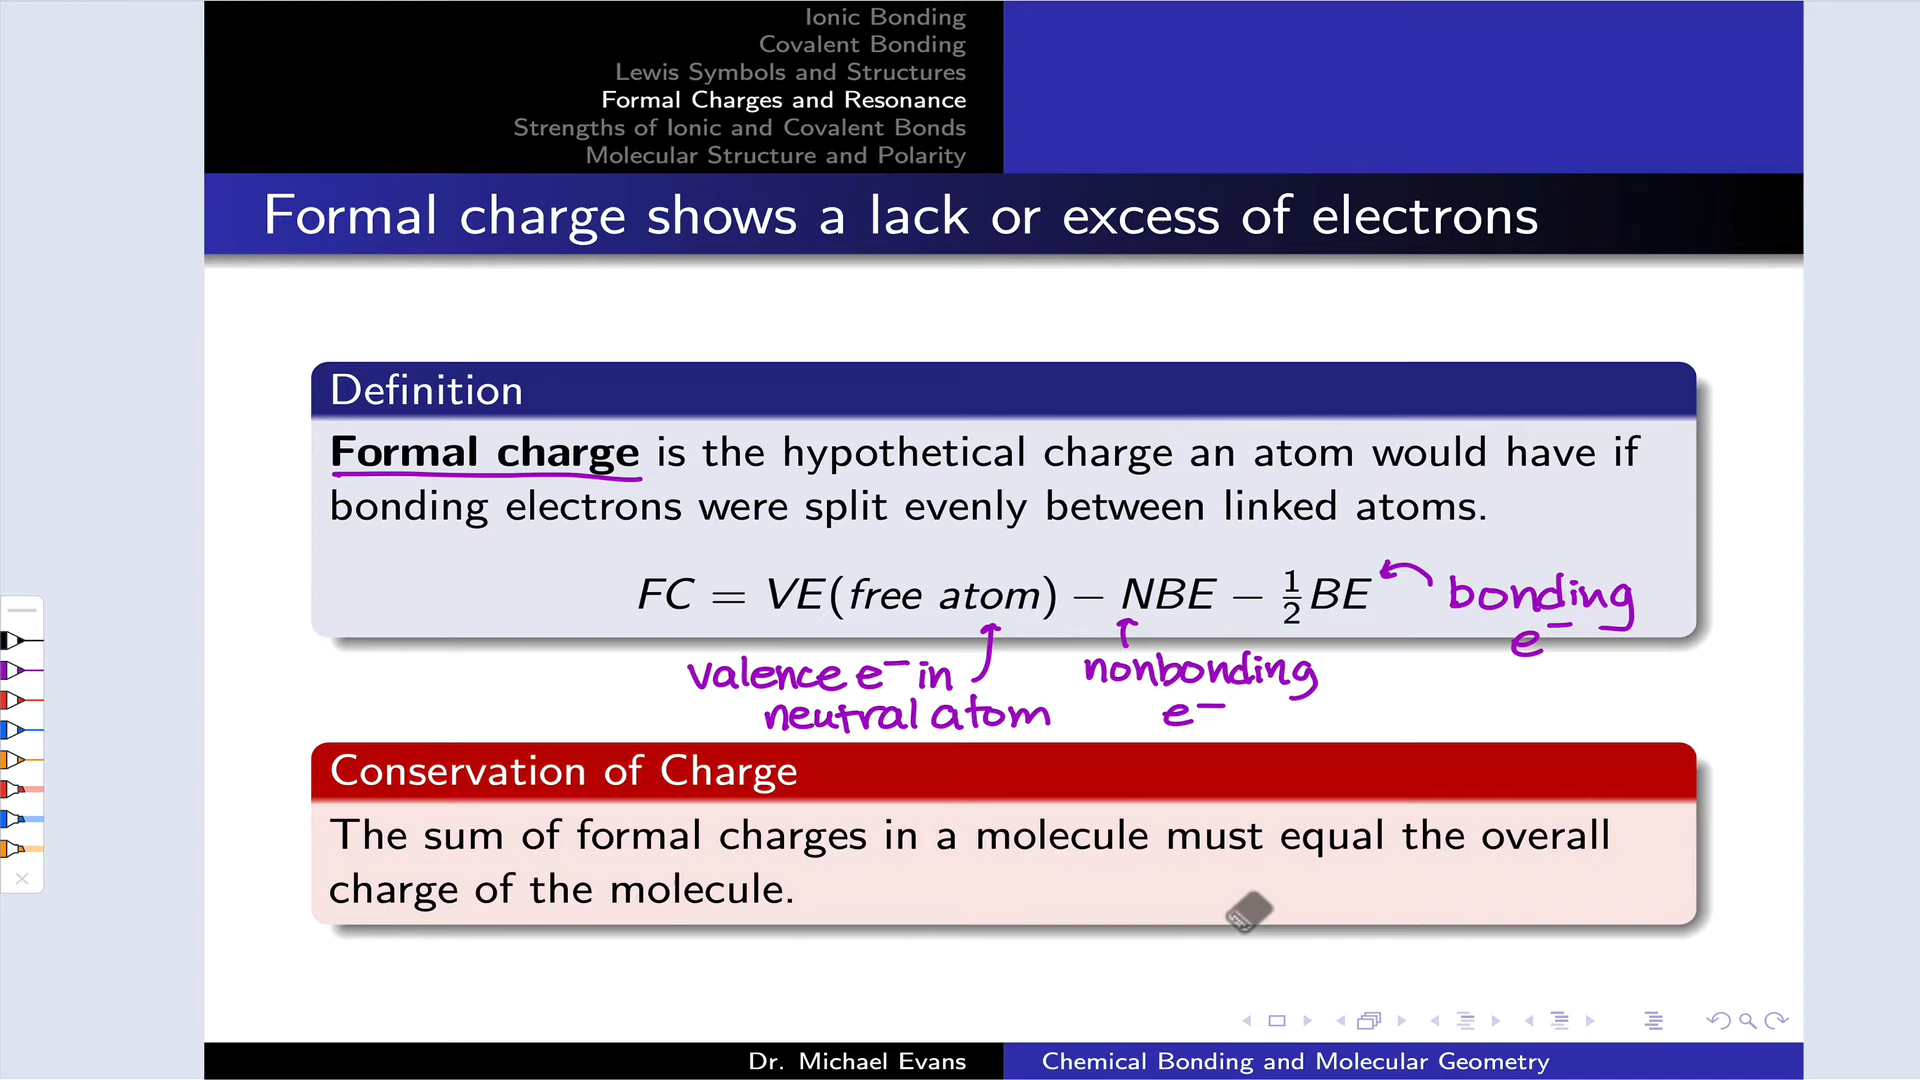 Ionic Bonding
Covalent Bonding
Lewis Symbols and Structures
Formal Charges and Resonance
Strengths of Ionic and Covalent Bonds
Molecular Structure and Polarity
Formal charge shows a lack or excess of electrons
Definition
Formal charge is the hypothetical charge an atom would have if
bonding electrons were split evenly between linked atoms.
FC = VE(free atom) − NBE − ½BE
bonding
e⁻
valence e⁻ in
neutral atom
nonbonding
e⁻
Conservation of Charge
The sum of formal charges in a molecule must equal the overall
charge of the molecule.
Dr. Michael Evans
Chemical Bonding and Molecular Geometry